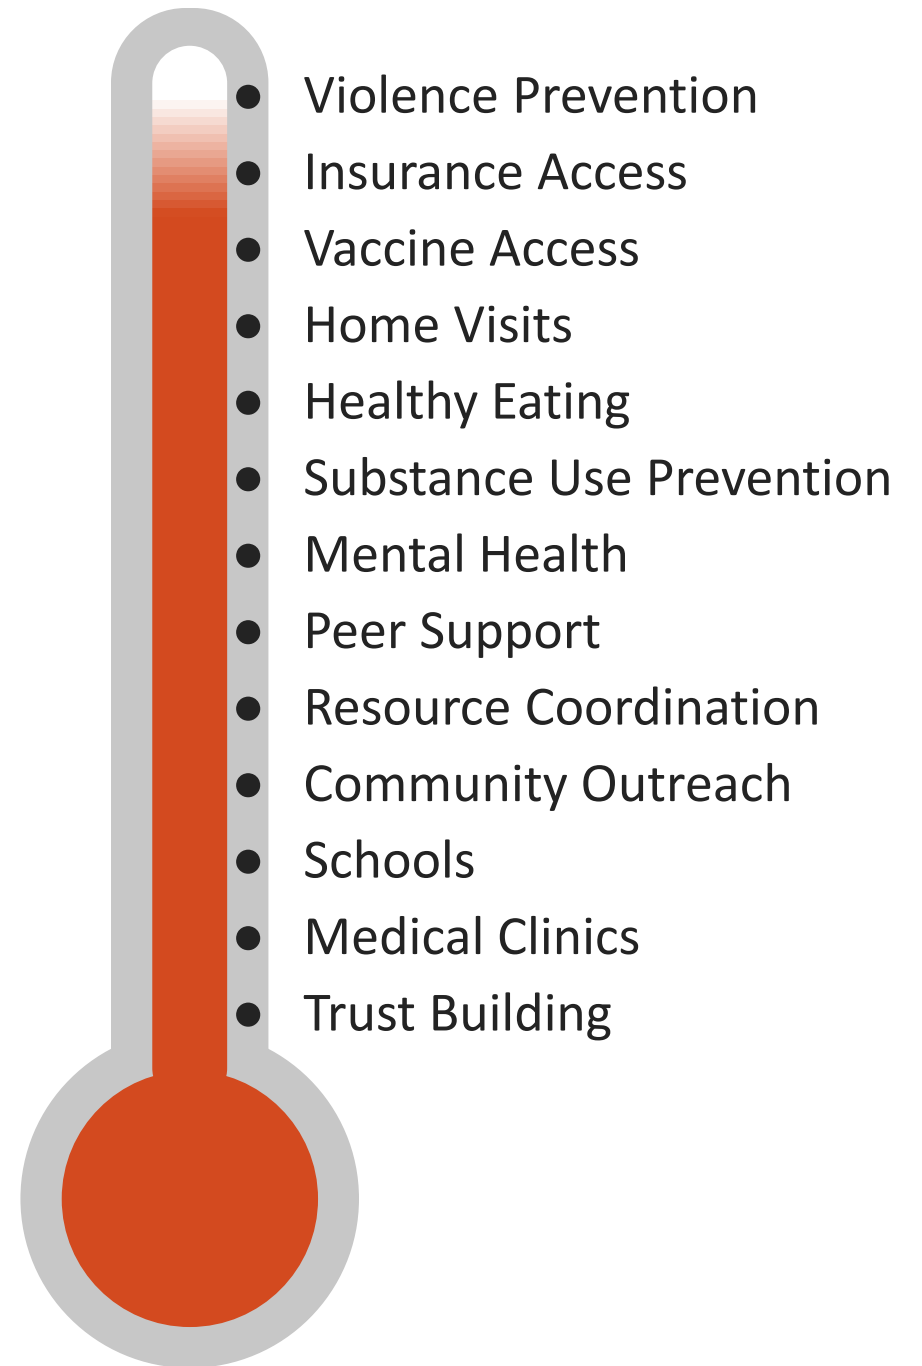 Violence Prevention
Insurance Access
Vaccine Access
Home Visits
Healthy Eating
Substance Use Prevention
Mental Health
Peer Support
Resource Coordination
Community Outreach
Schools
Medical Clinics
Trust Building